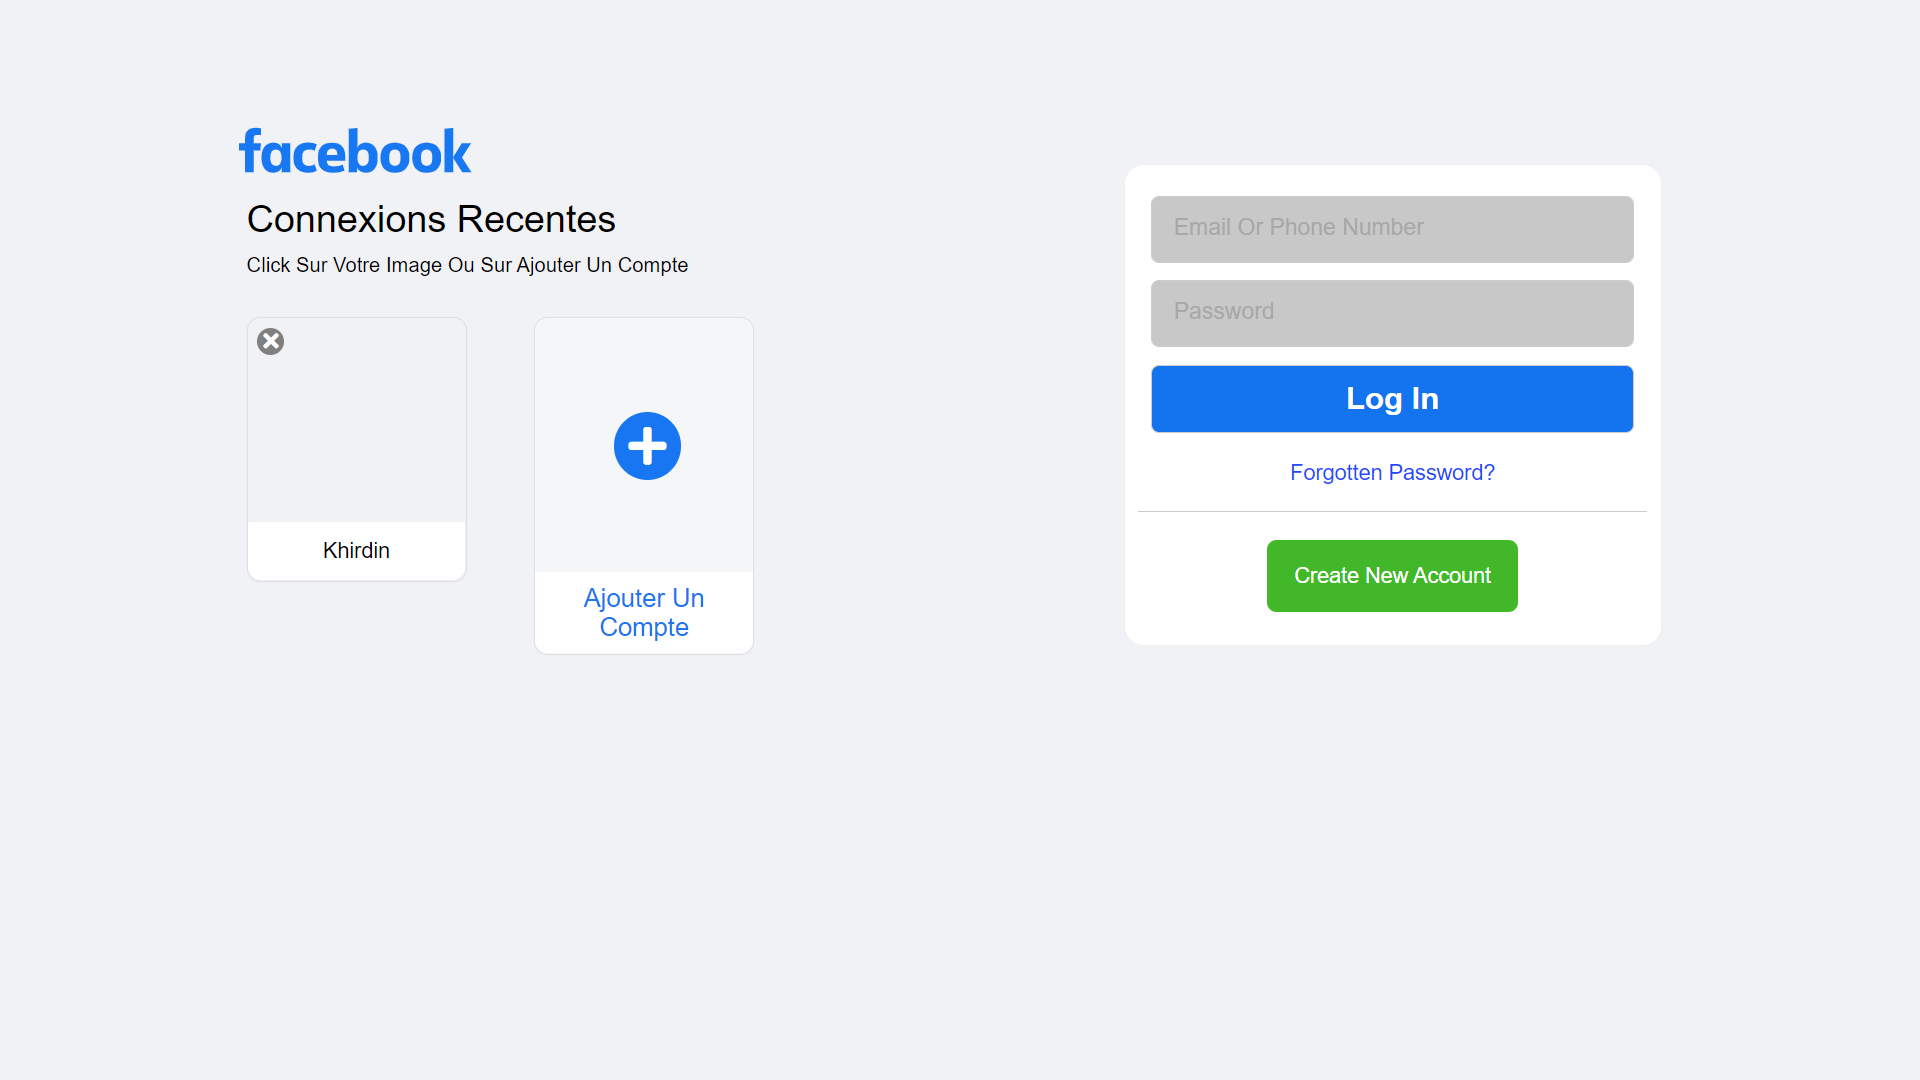 facebook
Connexions Recentes
Click Sur Votre Image Ou Sur Ajouter Un Compte
Khirdin
Ajouter Un
Compte
Email Or Phone Number
Password
Log In
Forgotten Password?
Create New Account